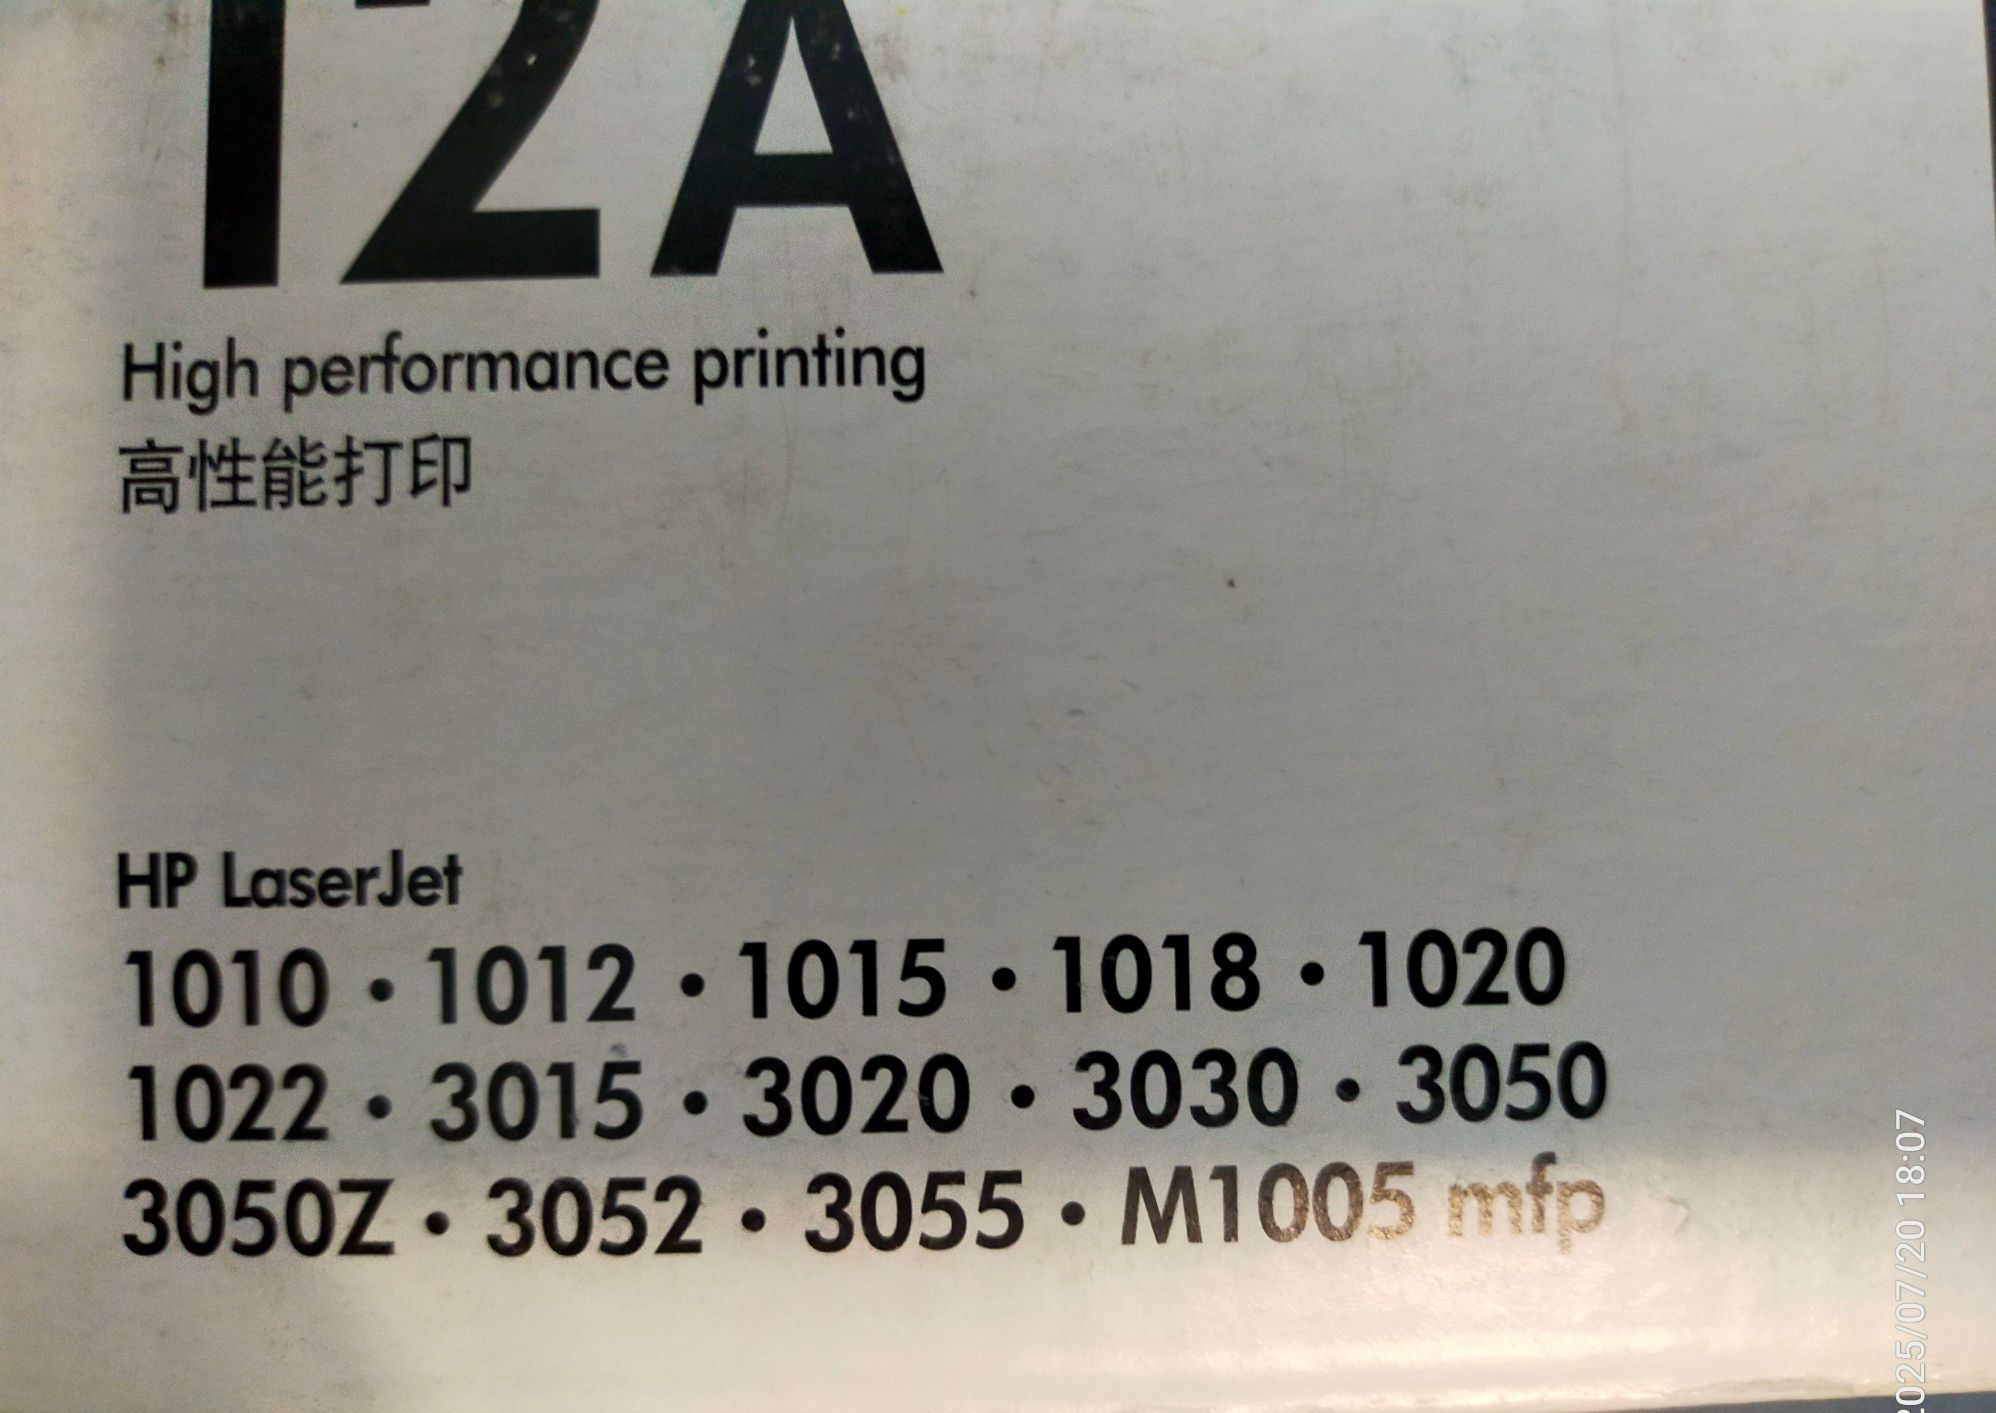 12A
High performance printing
高性能打印
HP LaserJet
1010 • 1012 • 1015 • 1018 • 1020
1022 • 3015 • 3020 • 3030 • 3050
3050Z • 3052 • 3055 • M1005 mfp
2025/07/20 18:07